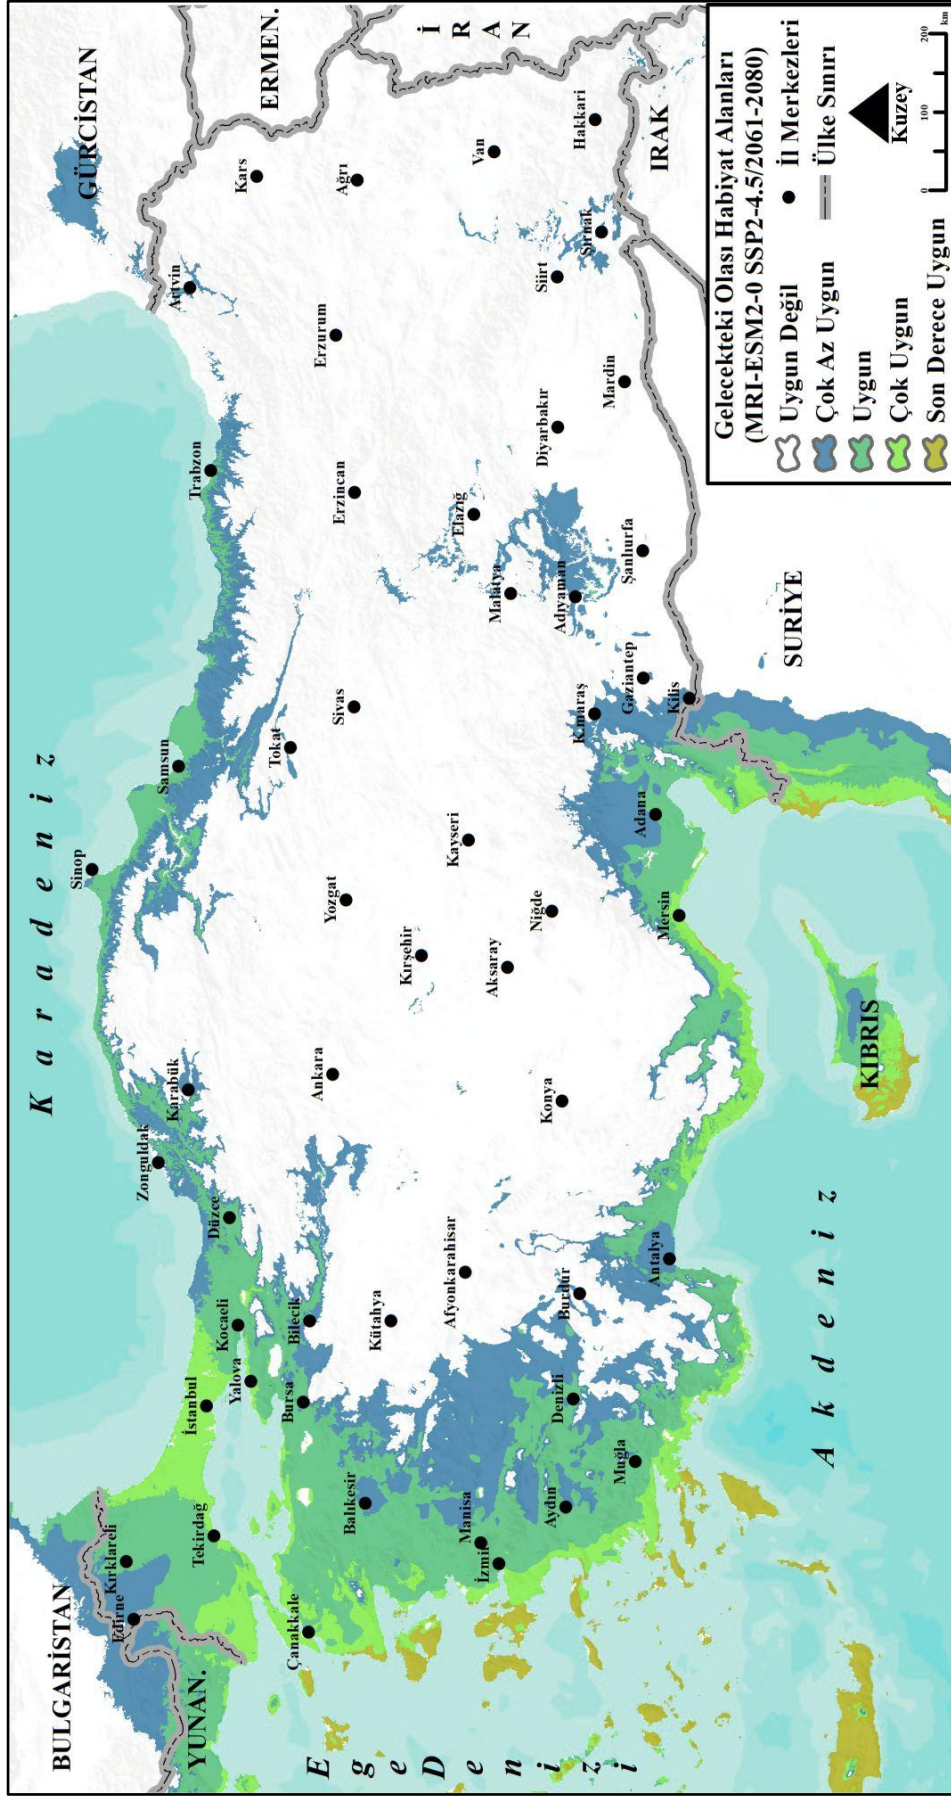 Karadeniz
BULGARİSTAN
GÜRCİSTAN
ERMEN.
İRAN
IRAK
SURİYE
YUNAN.
Ege Denizi
Akdeniz
KIBRIS
Kırklareli
Edirne
Tekirdağ
İstanbul
Yalova
Kocaeli
Düzce
Zonguldak
Karabük
Sinop
Samsun
Trabzon
Artvin
Kars
Ağrı
Erzurum
Erzincan
Tokat
Sivas
Yozgat
Ankara
Kırşehir
Kayseri
Bilecik
Bursa
Çanakkale
Balıkesir
Kütahya
Afyonkarahisar
Manisa
İzmir
Aydın
Denizli
Muğla
Burdur
Antalya
Konya
Aksaray
Niğde
Mersin
Adana
K.maraş
Gaziantep
Kilis
Malatya
Elazığ
Adıyaman
Şanlıurfa
Diyarbakır
Mardin
Siirt
Şırnak
Van
Hakkari
Gelecekteki Olası Habiyat Alanları
(MRI-ESM2-0 SSP2-4.5/2061-2080)
Uygun Değil
Çok Az Uygun
Uygun
Çok Uygun
Son Derece Uygun
İl Merkezleri
Ülke Sınırı
Kuzey
0 100 200
km